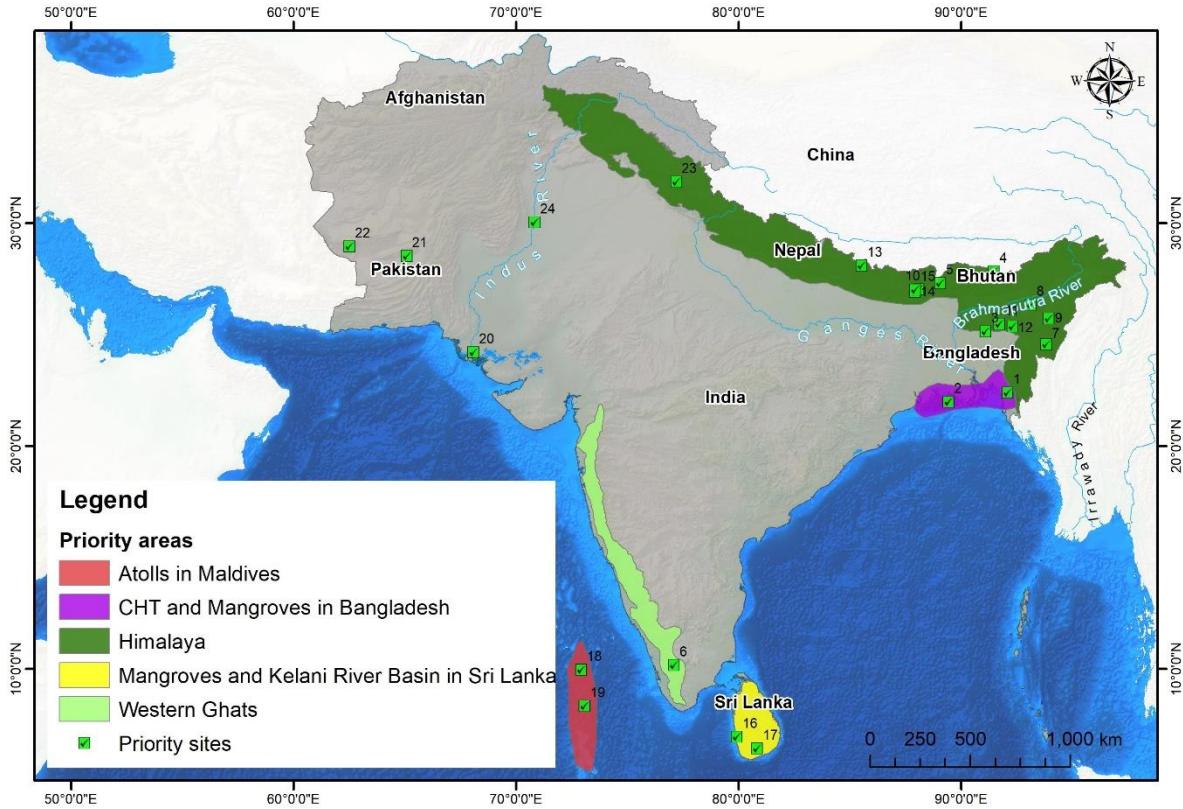 50°0'0"E 60°0'0"E 70°0'0"E 80°0'0"E 90°0'0"E
N
W E
S
Afghanistan
China
Indus River
23
30°0'0"N 30°0'0"N
24
22
21
Pakistan
Nepal
13
4
10 15 5
Bhutan
14
8
Brahmaputra River
9
12
7
Ganges River
Bangladesh
20
1
2
India
Irrawady River
20°0'0"N 20°0'0"N
Legend
Priority areas
Atolls in Maldives
CHT and Mangroves in Bangladesh
Himalaya
Mangroves and Kelani River Basin in Sri Lanka
Western Ghats
Priority sites
6
10°0'0"N 10°0'0"N
18
19
Sri Lanka
16
17
0 250 500 1,000 km
50°0'0"E 60°0'0"E 70°0'0"E 80°0'0"E 90°0'0"E